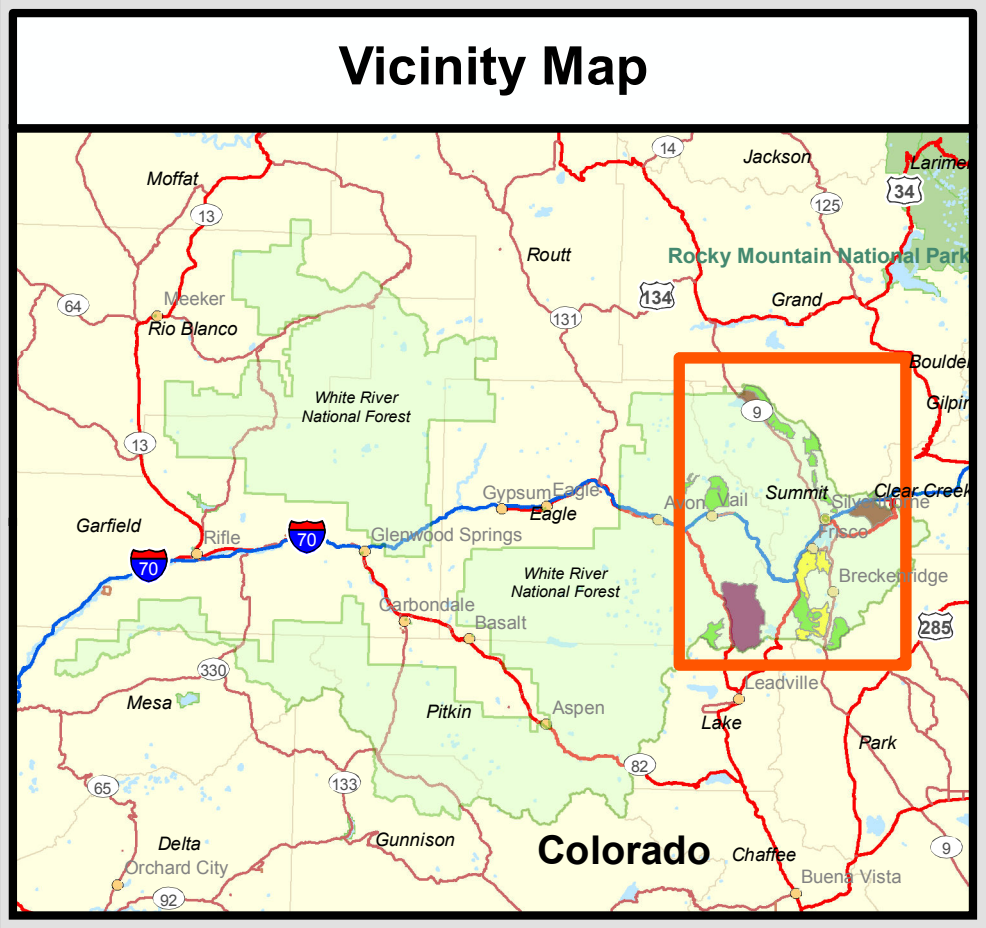 Vicinity Map
14
Jackson
Larimer
Moffat
34
13
125
Routt
Rocky Mountain National Park
134
Grand
64
Meeker
Rio Blanco
131
Boulder
White River
National Forest
9
Gilpin
13
Gypsum
Eagle
Eagle
Avon
Vail
Summit
Silverthorne
Clear Creek
Garfield
Rifle
70
Glenwood Springs
Frisco
70
White River
National Forest
Breckenridge
Carbondale
Basalt
285
330
Leadville
Mesa
Pitkin
Aspen
Lake
Park
82
65
133
Delta
Gunnison
Colorado
Chaffee
9
Orchard City
Buena Vista
92